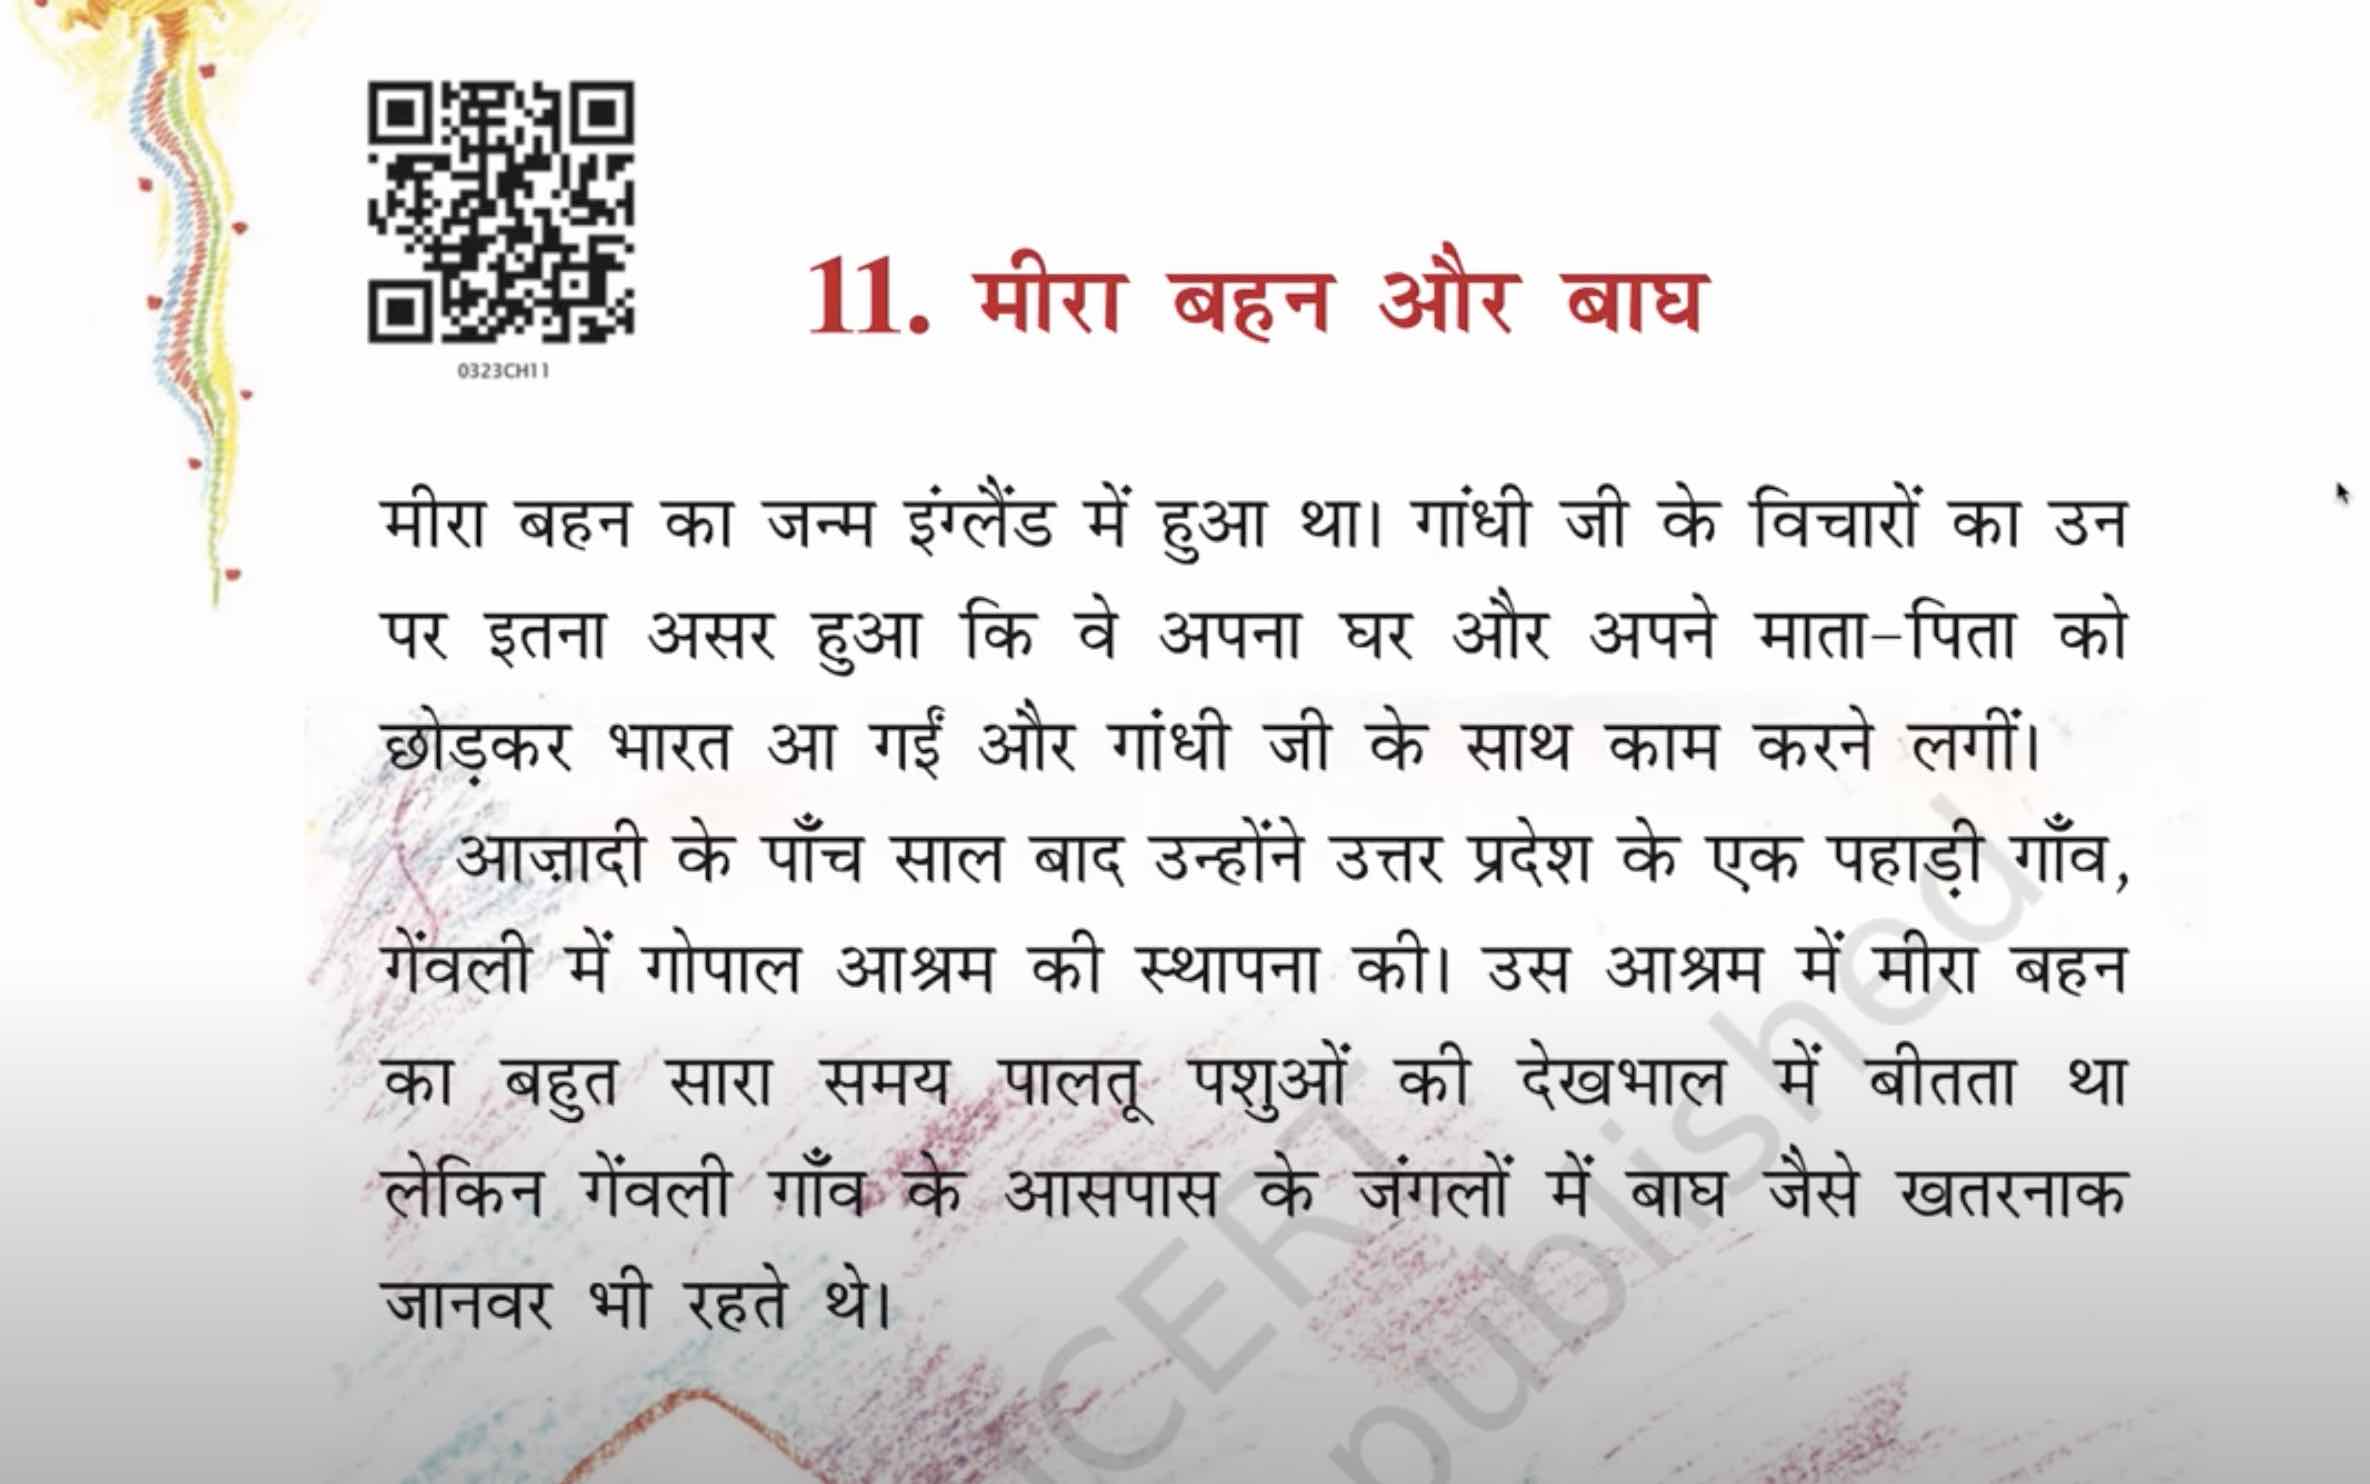 0323CH11
11. मीरा बहन और बाघ
मीरा बहन का जन्म इंग्लैंड में हुआ था। गांधी जी के विचारों का उन
पर इतना असर हुआ कि वे अपना घर और अपने माता-पिता को
छोड़कर भारत आ गईं और गांधी जी के साथ काम करने लगीं।
आज़ादी के पाँच साल बाद उन्होंने उत्तर प्रदेश के एक पहाड़ी गाँव,
गेंवली में गोपाल आश्रम की स्थापना की। उस आश्रम में मीरा बहन
का बहुत सारा समय पालतू पशुओं की देखभाल में बीतता था
लेकिन गेंवली गाँव के आसपास के जंगलों में बाघ जैसे खतरनाक
जानवर भी रहते थे।
CERT
published